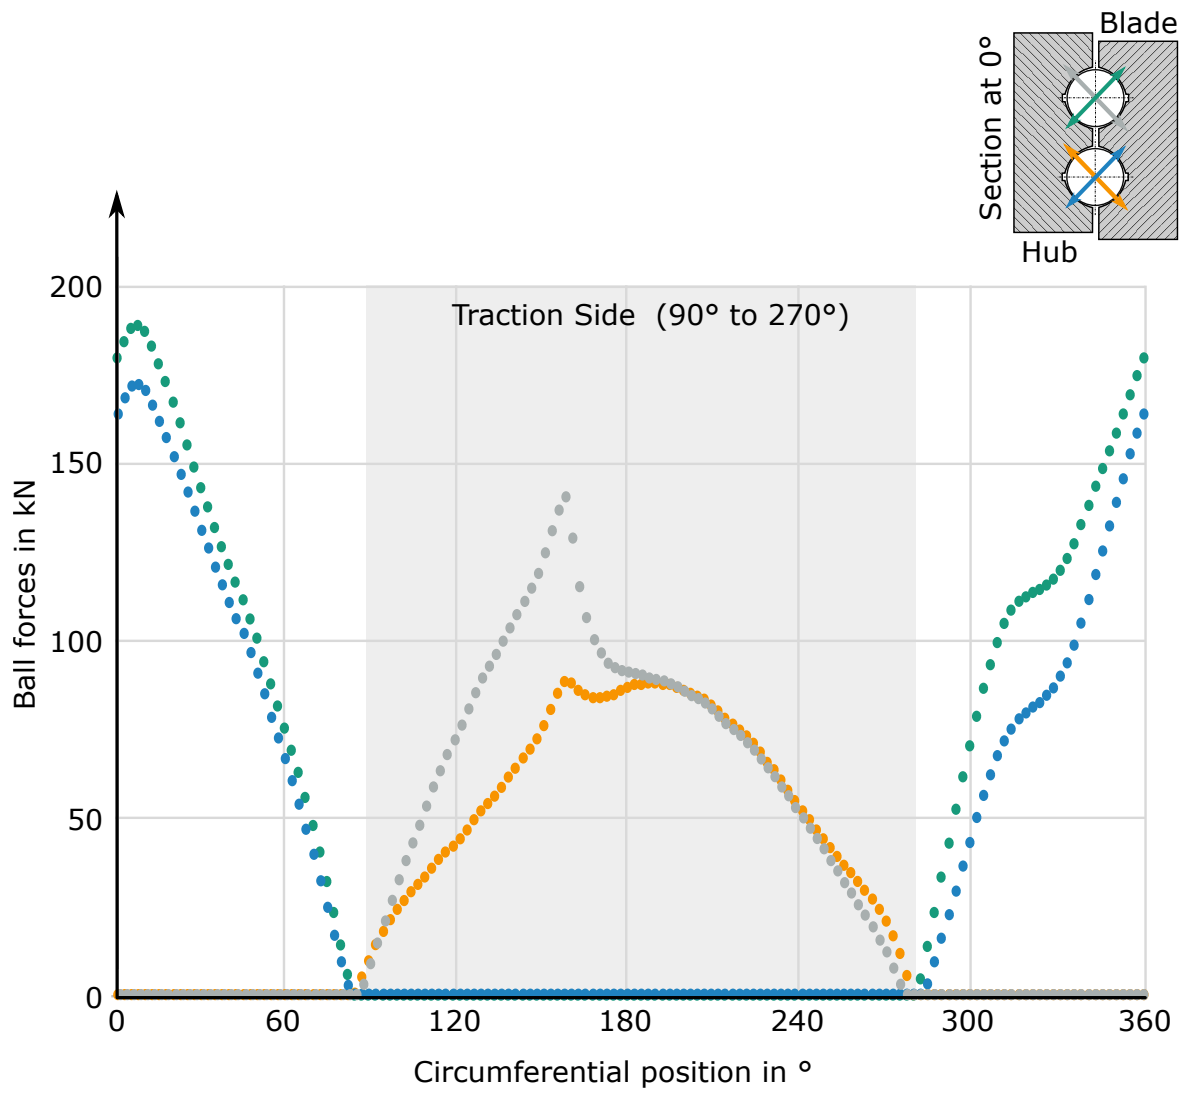 Blade
Section at 0°
Hub
Traction Side (90° to 270°)
Ball forces in kN
200
150
100
50
0
0 60 120 180 240 300 360
Circumferential position in °